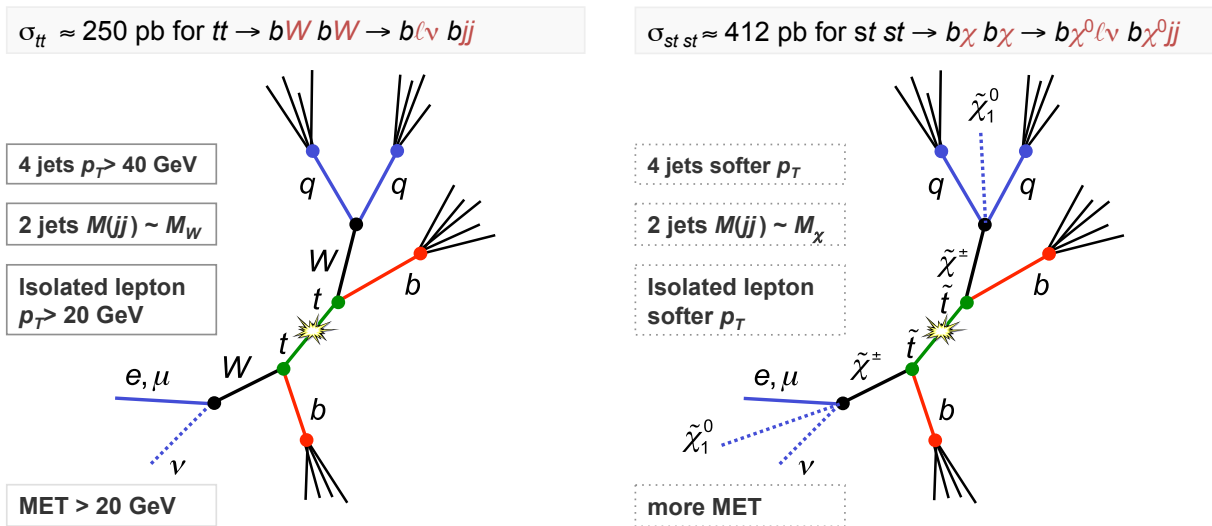 σtt ≈ 250 pb for tt → bW bW → bℓν bjj
4 jets pT > 40 GeV
2 jets M(jj) ~ MW
Isolated lepton
pT > 20 GeV
MET > 20 GeV
q
q
W
b
t
t
W
e, μ
b
ν
σst st ≈ 412 pb for st st → bχ bχ → bχ⁰ℓν bχ⁰jj
4 jets softer pT
2 jets M(jj) ~ Mχ
Isolated lepton
softer pT
more MET
χ̃₁⁰
q
q
χ̃±
b
t̃
t̃
χ̃±
e, μ
χ̃₁⁰
b
ν